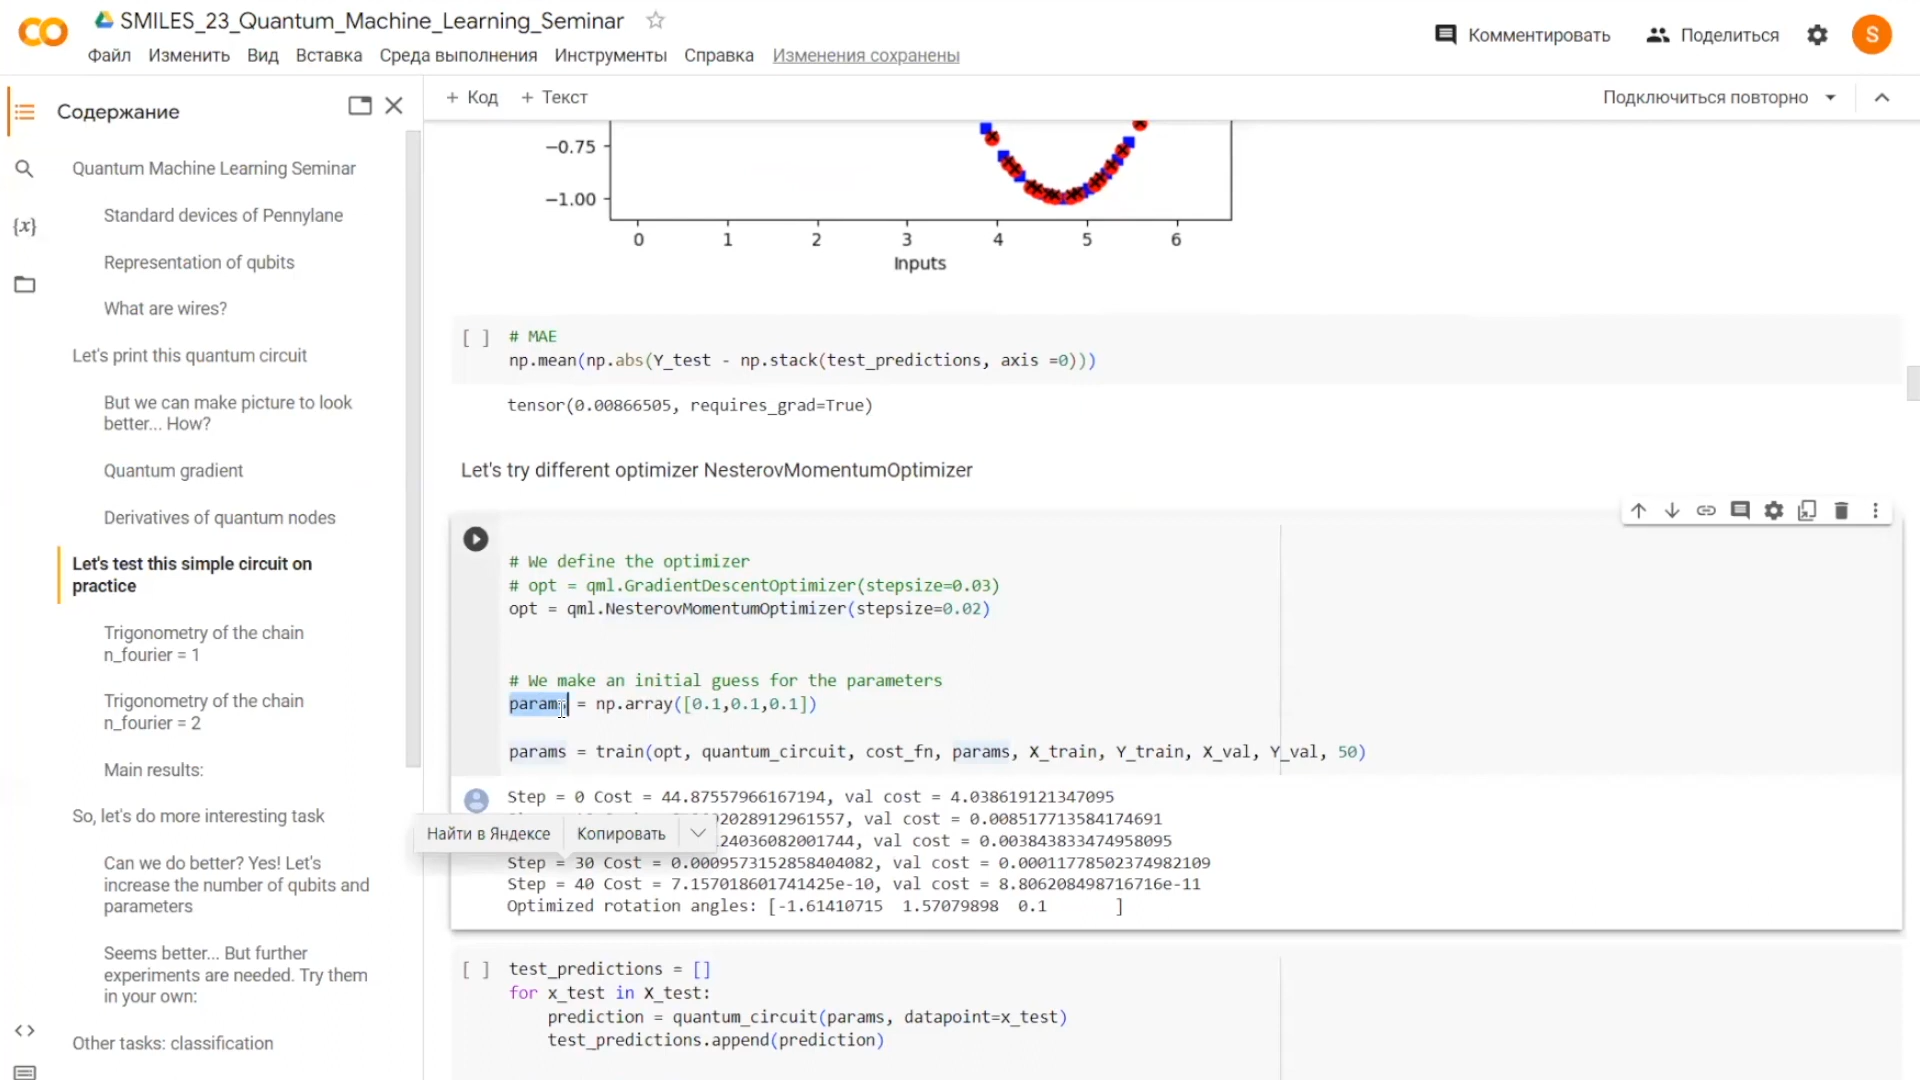 SMILES_23_Quantum_Machine_Learning_Seminar
Файл Изменить Вид Вставка Среда выполнения Инструменты Справка Изменения сохранены
Комментировать
Поделиться
S
Содержание
Quantum Machine Learning Seminar
Standard devices of Pennylane
Representation of qubits
What are wires?
Let's print this quantum circuit
But we can make picture to look
better... How?
Quantum gradient
Derivatives of quantum nodes
Let's test this simple circuit on
practice
Trigonometry of the chain
n_fourier = 1
Trigonometry of the chain
n_fourier = 2
Main results:
So, let's do more interesting task
Can we do better? Yes! Let's
increase the number of qubits and
parameters
Seems better... But further
experiments are needed. Try them
in your own:
Other tasks: classification
+ Код + Текст
Подключиться повторно
−0.75
−1.00
0 1 2 3 4 5 6
Inputs
[ ] # MAE
np.mean(np.abs(Y_test - np.stack(test_predictions, axis =0)))
tensor(0.00866505, requires_grad=True)
Let's try different optimizer NesterovMomentumOptimizer
# We define the optimizer
# opt = qml.GradientDescentOptimizer(stepsize=0.03)
opt = qml.NesterovMomentumOptimizer(stepsize=0.02)
# We make an initial guess for the parameters
params = np.array([0.1,0.1,0.1])
params = train(opt, quantum_circuit, cost_fn, params, X_train, Y_train, X_val, Y_val, 50)
Step = 0 Cost = 44.87557966167194, val cost = 4.038619121347095
2028912961557, val cost = 0.008517713584174691
24036082001744, val cost = 0.003843833474958095
Найти в Яндексе Копировать
Step = 30 Cost = 0.0009573152858404082, val cost = 0.00011778502374982109
Step = 40 Cost = 7.157018601741425e-10, val cost = 8.806208498716716e-11
Optimized rotation angles: [-1.61410715 1.57079898 0.1 ]
[ ] test_predictions = []
for x_test in X_test:
prediction = quantum_circuit(params, datapoint=x_test)
test_predictions.append(prediction)